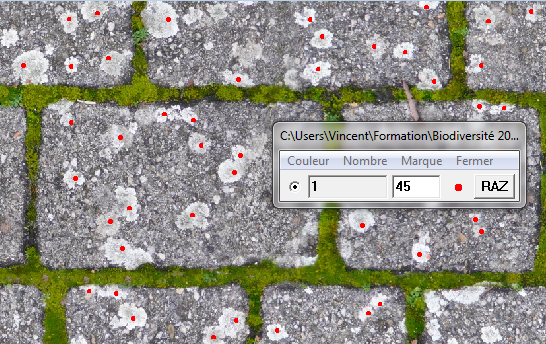 C:\Users\Vincent\Formation\Biodiversité 20...
Couleur Nombre Marque Fermer
1 45 RAZ